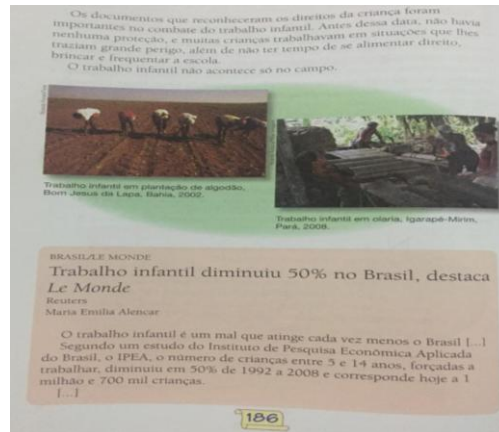 Os documentos que reconheceram os direitos da criança foram
importantes no combate do trabalho infantil. Antes dessa data, não havia
nenhuma proteção, e muitas crianças trabalhavam em situações que lhes
traziam grande perigo, além de não ter tempo de se alimentar direito,
brincar e frequentar a escola.
O trabalho infantil não acontece só no campo.
Trabalho infantil em plantação de algodão,
Bom Jesus da Lapa, Bahia, 2002.
Trabalho infantil em olaria, Igarapé-Mirim,
Pará, 2008.
BRASIL/LE MONDE
Trabalho infantil diminuiu 50% no Brasil, destaca
Le Monde
Reuters
Maria Emilia Alencar
O trabalho infantil é um mal que atinge cada vez menos o Brasil [...]
Segundo um estudo do Instituto de Pesquisa Econômica Aplicada
do Brasil, o IPEA, o número de crianças entre 5 e 14 anos, forçadas a
trabalhar, diminuiu em 50% de 1992 a 2008 e corresponde hoje a 1
milhão e 700 mil crianças.
[...]
186